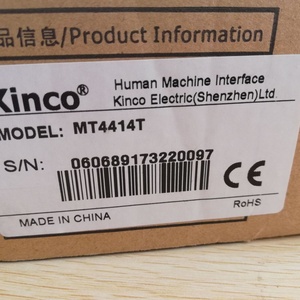 品信息/Product Information
Kinco®
Human Machine Interface
Kinco Electric(Shenzhen)Ltd
MODEL: MT4414T
S/N: 060689173220097
CE
RoHS
MADE IN CHINA